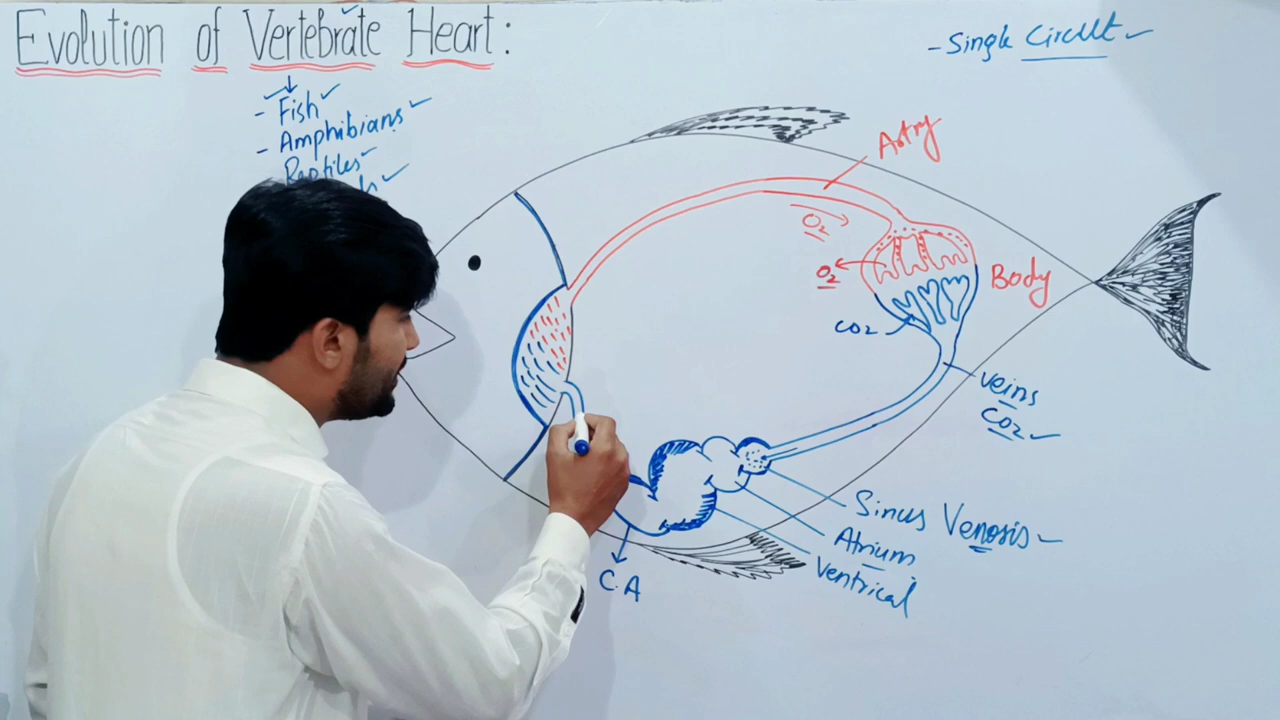 Evolution of Vertebrate Heart:
- Single Circuit
- Fish
- Amphibians
Reptiles
Artry
O2
O2
Body
CO2
veins
CO2
Sinus Venosis
Atrium
Ventrical
C.A